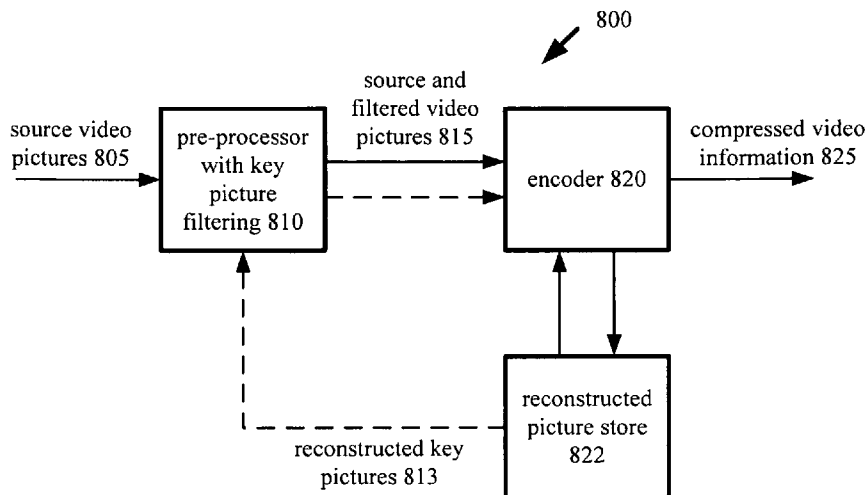 800
source video
pictures 805
pre-processor
with key
picture
filtering 810
source and
filtered video
pictures 815
encoder 820
compressed video
information 825
reconstructed
picture store
822
reconstructed key
pictures 813